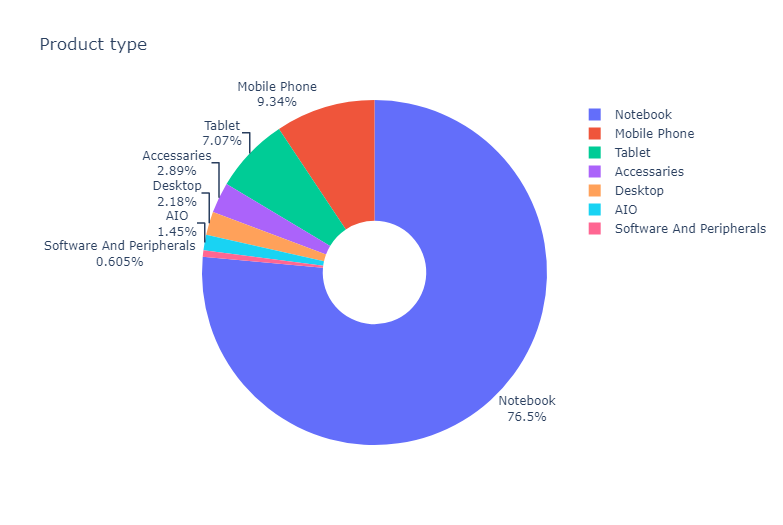 Product type
Mobile Phone
9.34%
Tablet
7.07%
Accessaries
2.89%
Desktop
2.18%
AIO
1.45%
Software And Peripherals
0.605%
Notebook
76.5%
Notebook
Mobile Phone
Tablet
Accessaries
Desktop
AIO
Software And Peripherals